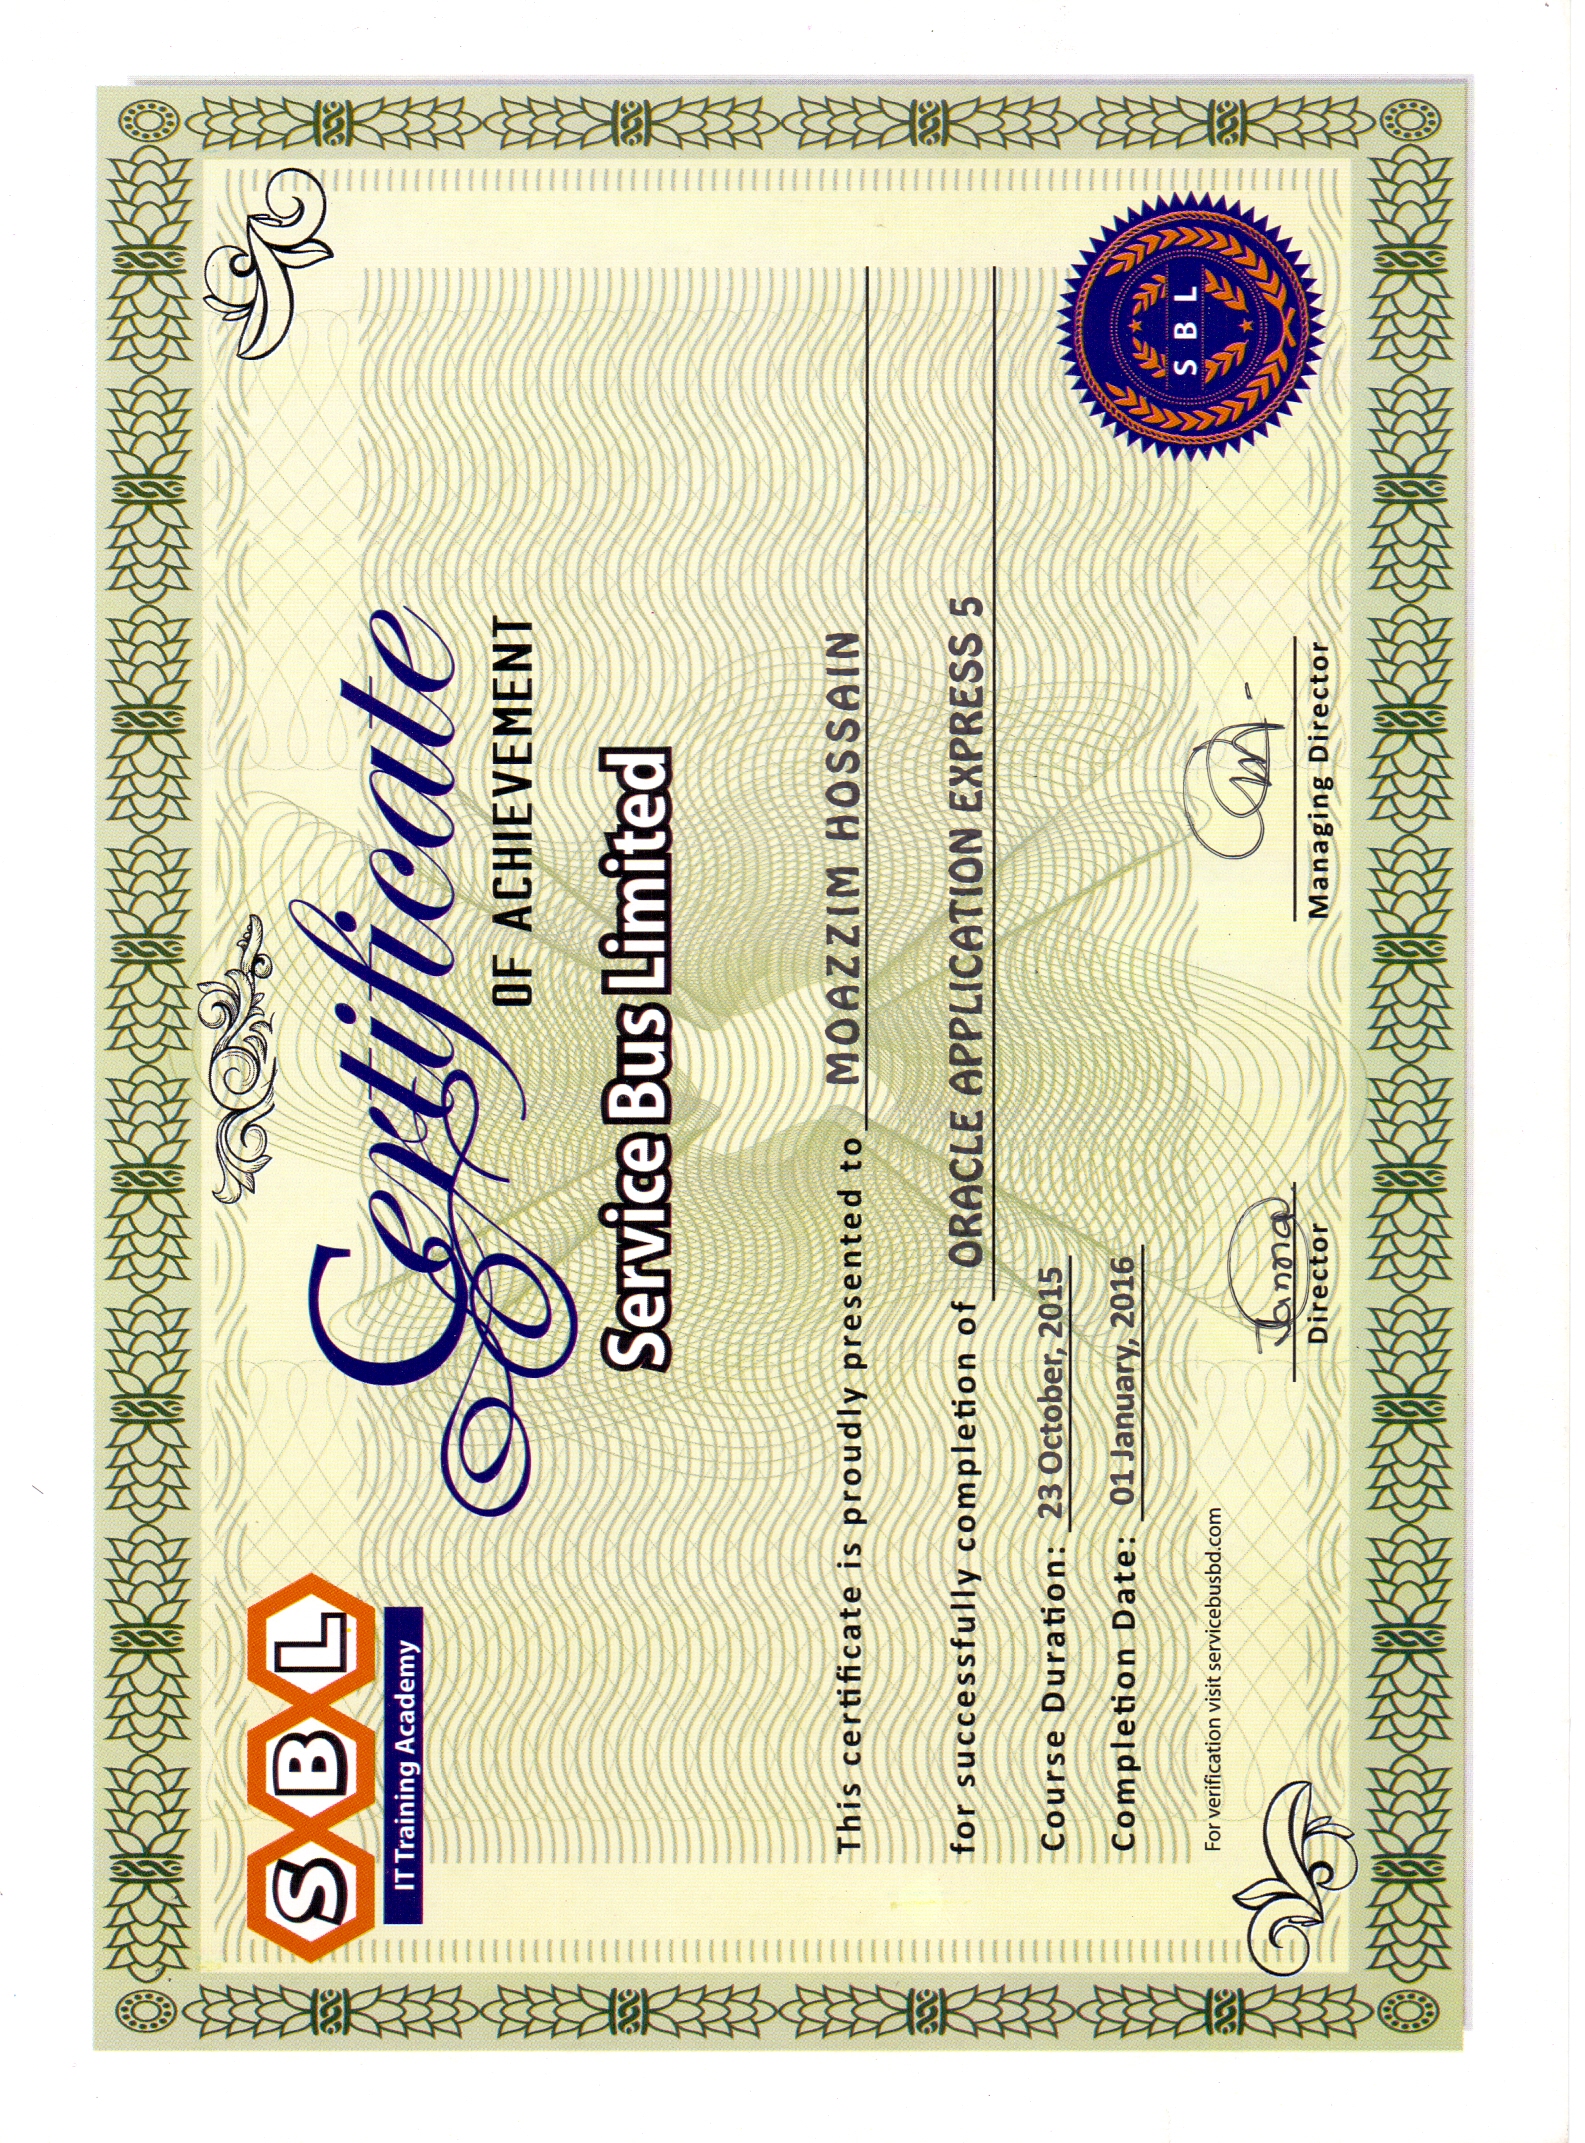 SBL
IT Training Academy
Certificate
OF ACHIEVEMENT
Service Bus Limited
This certificate is proudly presented to MOAZZIM HOSSAIN
for successfully completion of ORACLE APPLICATION EXPRESS 5
Course Duration: 23 October, 2015
Completion Date: 01 January, 2016
SBL
For verification visit servicebusbd.com
Director
Managing Director